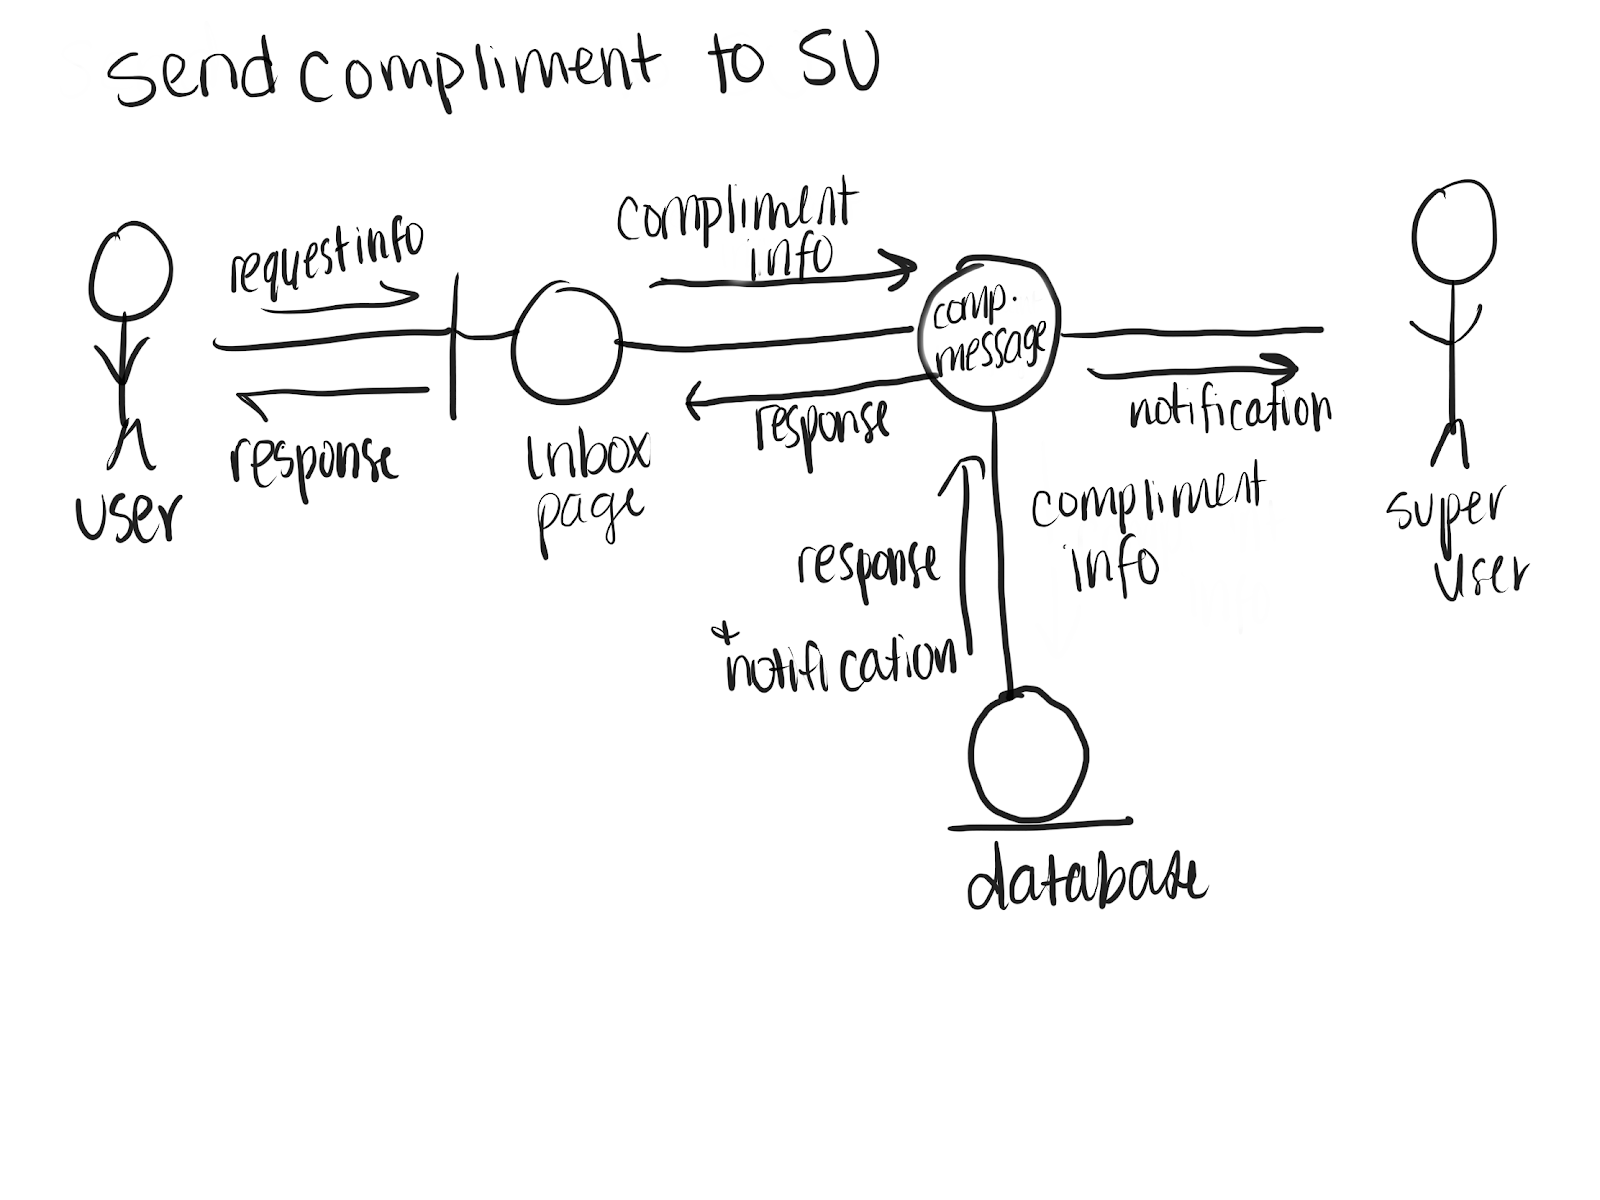 send compliment to SU
request info
compliment
info
comp.
message
response
response
notification
inbox
page
user
compliment
info
super
user
response
+
notification
database